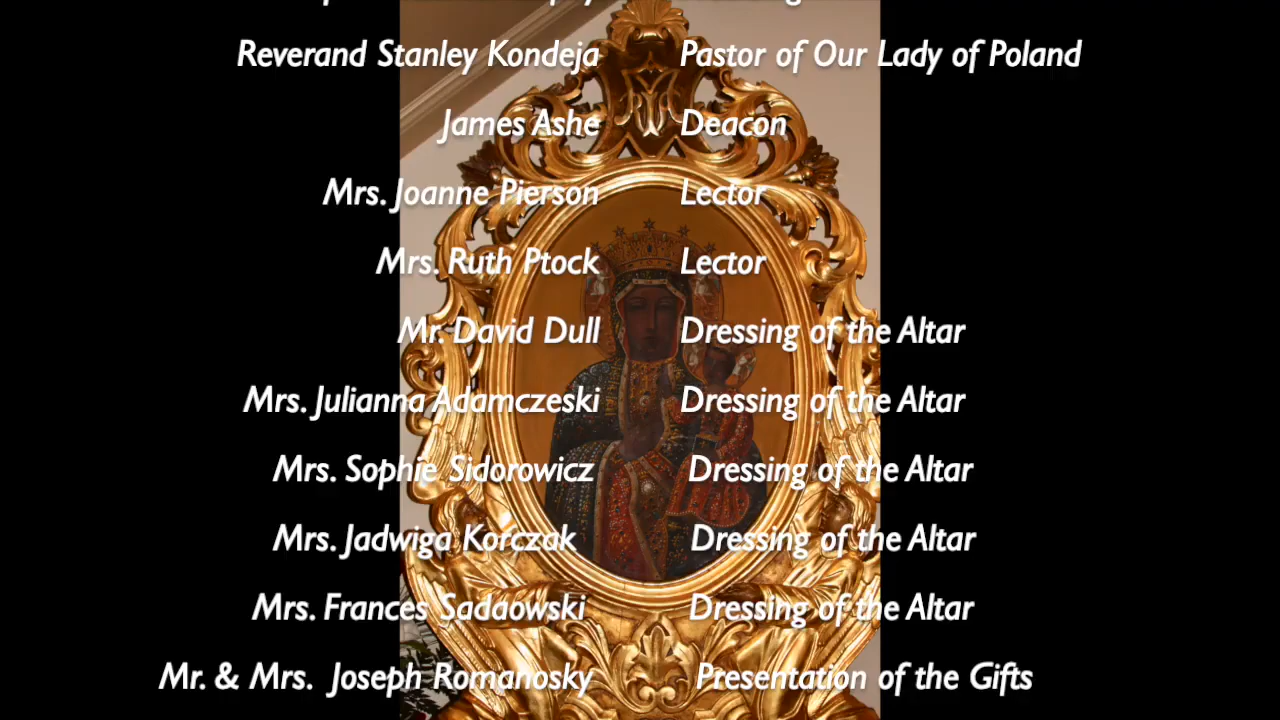 Reverand Stanley Kondeja Pastor of Our Lady of Poland
James Ashe Deacon
Mrs. Joanne Pierson Lector
Mrs. Ruth Ptock Lector
Mr. David Dull Dressing of the Altar
Mrs. Julianna Adamczeski Dressing of the Altar
Mrs. Sophie Sidorowicz Dressing of the Altar
Mrs. Jadwiga Korczak Dressing of the Altar
Mrs. Frances Sadaowski Dressing of the Altar
Mr. & Mrs. Joseph Romanosky Presentation of the Gifts